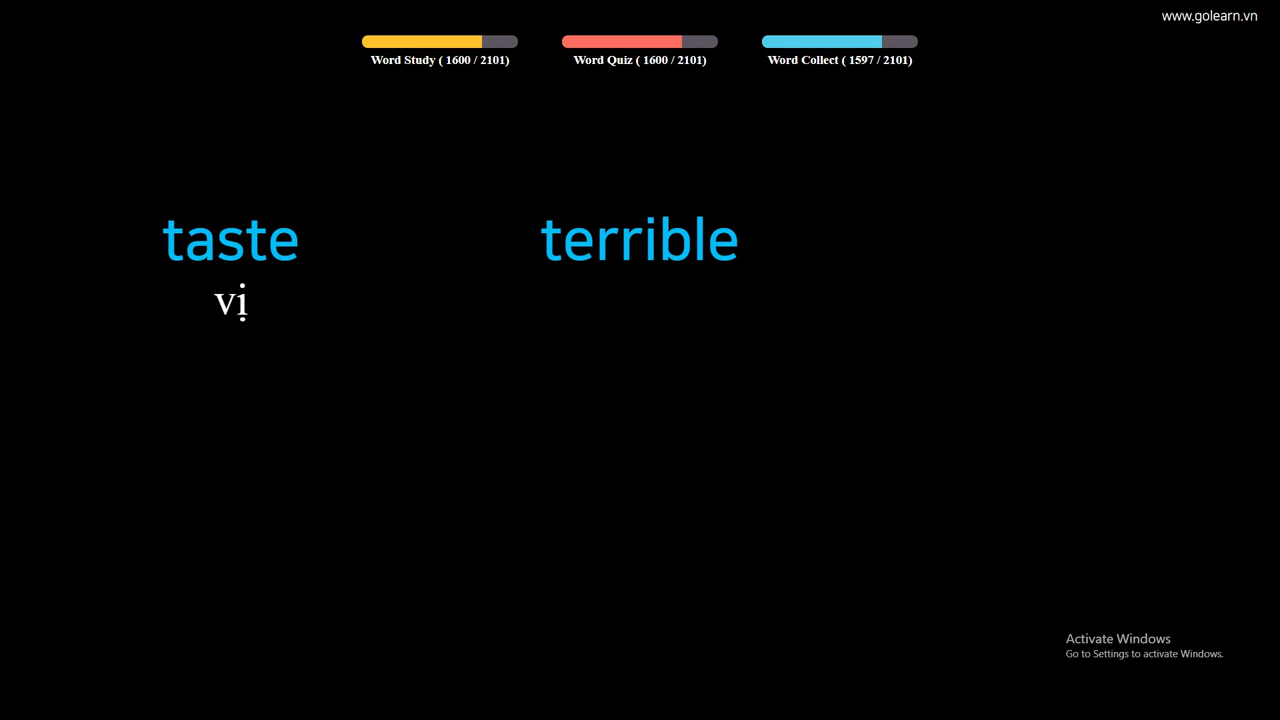 www.golearn.vn
Word Study ( 1600 / 2101) Word Quiz ( 1600 / 2101) Word Collect ( 1597 / 2101)
taste terrible
vị
Activate Windows
Go to Settings to activate Windows.